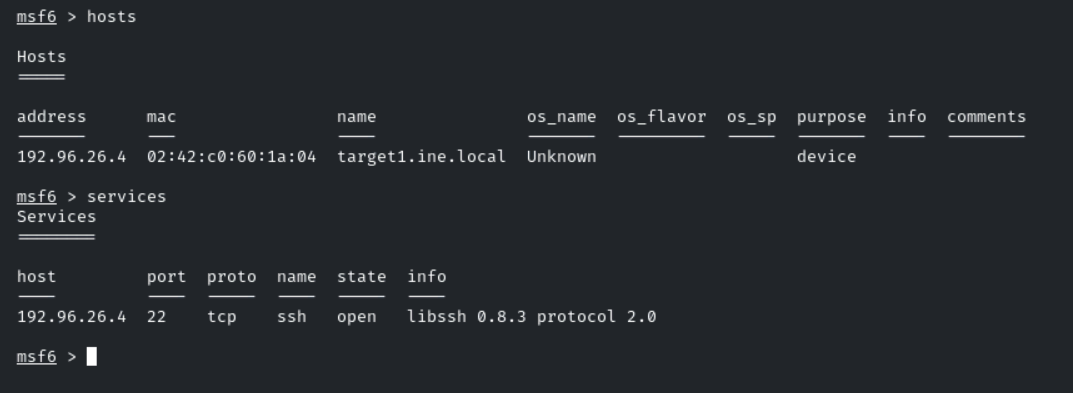 msf6 > hosts
Hosts
=====
address mac name os_name os_flavor os_sp purpose info comments
------- --- ---- ------- --------- ----- ------- ---- --------
192.96.26.4 02:42:c0:60:1a:04 target1.ine.local Unknown device
msf6 > services
Services
========
host port proto name state info
---- ---- ----- ---- ----- ----
192.96.26.4 22 tcp ssh open libssh 0.8.3 protocol 2.0
msf6 >